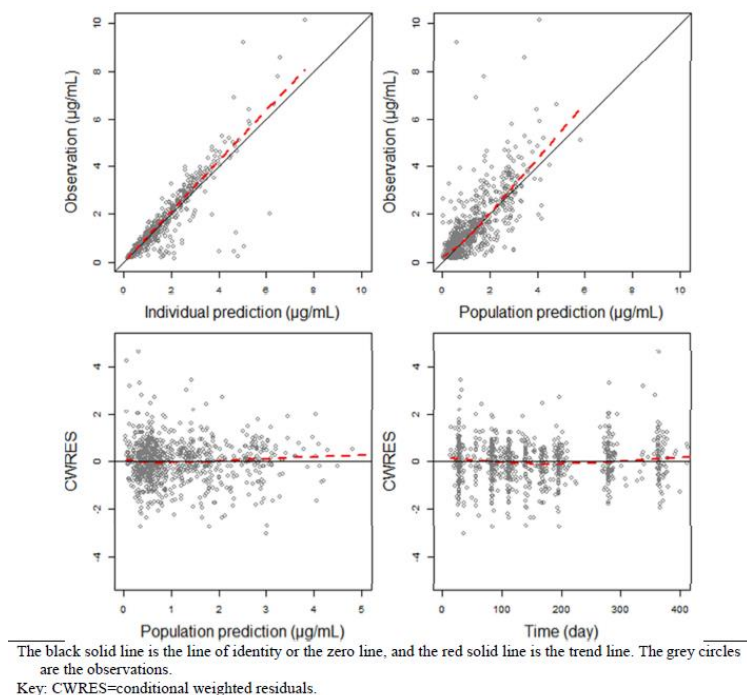 10
8
6
4
2
0
Observation (µg/mL)
0 2 4 6 8 10
Individual prediction (µg/mL)
10
8
6
4
2
0
Observation (µg/mL)
0 2 4 6 8 10
Population prediction (µg/mL)
4
2
0
-2
-4
CWRES
0 1 2 3 4 5
Population prediction (µg/mL)
4
2
0
-2
-4
CWRES
0 100 200 300 400
Time (day)
The black solid line is the line of identity or the zero line, and the red solid line is the trend line. The grey circles
are the observations.
Key: CWRES=conditional weighted residuals.